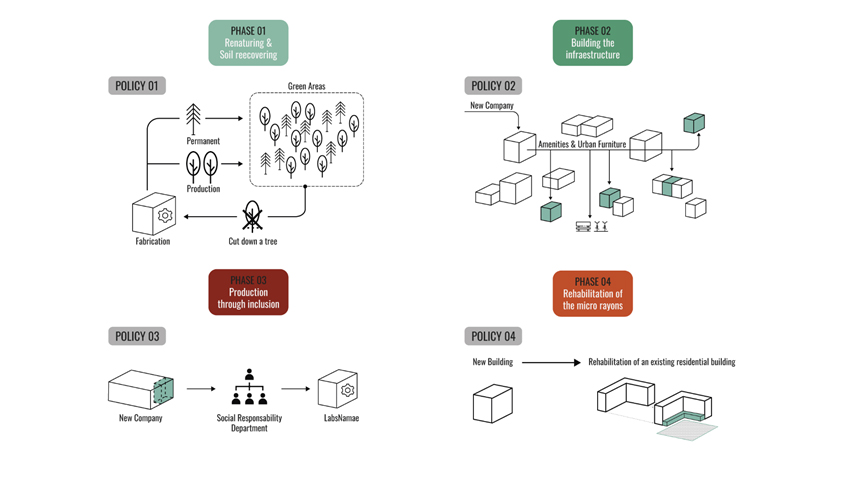 PHASE 01
Renaturing &
Soil reecovering
POLICY 01
Green Areas
Permanent
Production
Fabrication
Cut down a tree
PHASE 02
Building the
infraestructure
POLICY 02
New Company
Amenities & Urban Furniture
PHASE 03
Production
through inclusion
POLICY 03
New Company
Social Responsability
Department
LabsNamae
PHASE 04
Rehabilitation of
the micro rayons
POLICY 04
New Building
Rehabilitation of an existing residential building